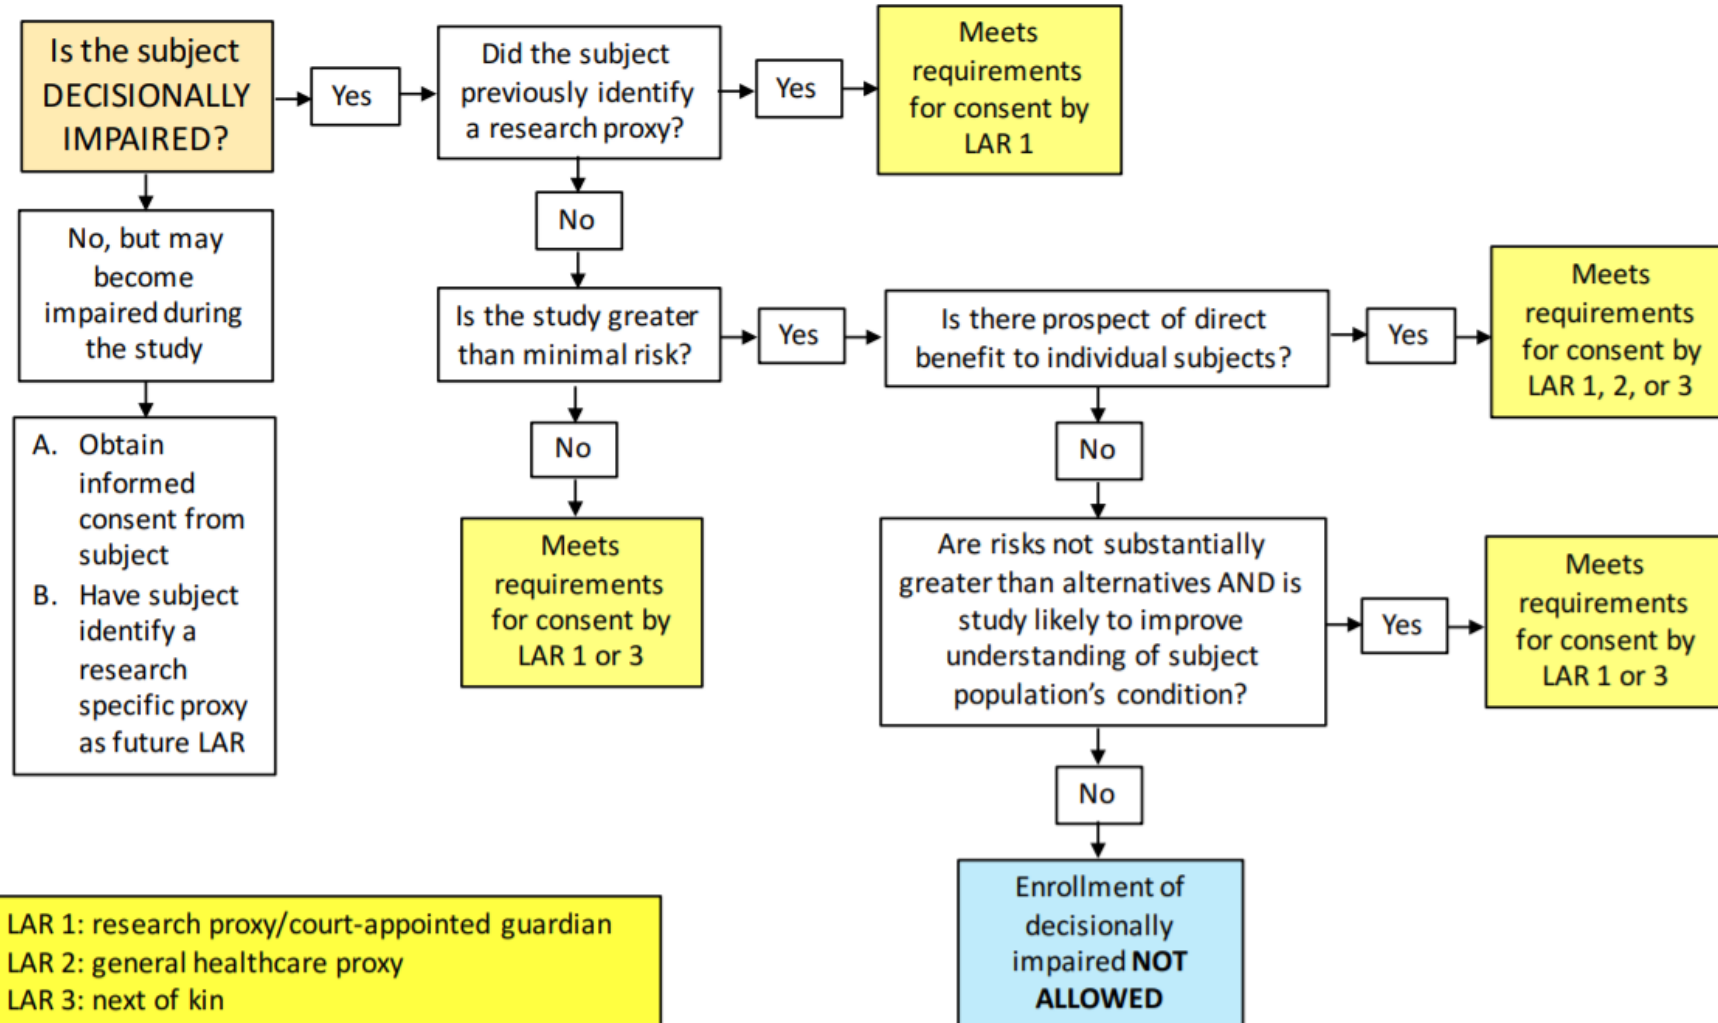 Is the subject
DECISIONALLY
IMPAIRED?
Yes
Did the subject
previously identify
a research proxy?
Yes
Meets
requirements
for consent by
LAR 1
No, but may
become
impaired during
the study
No
Is the study greater
than minimal risk?
Yes
Is there prospect of direct
benefit to individual subjects?
Yes
Meets
requirements
for consent by
LAR 1, 2, or 3
A. Obtain
informed
consent from
subject
B. Have subject
identify a
research
specific proxy
as future LAR
No
Meets
requirements
for consent by
LAR 1 or 3
No
Are risks not substantially
greater than alternatives AND is
study likely to improve
understanding of subject
population's condition?
Yes
Meets
requirements
for consent by
LAR 1 or 3
No
Enrollment of
decisionally
impaired NOT
ALLOWED
LAR 1: research proxy/court-appointed guardian
LAR 2: general healthcare proxy
LAR 3: next of kin